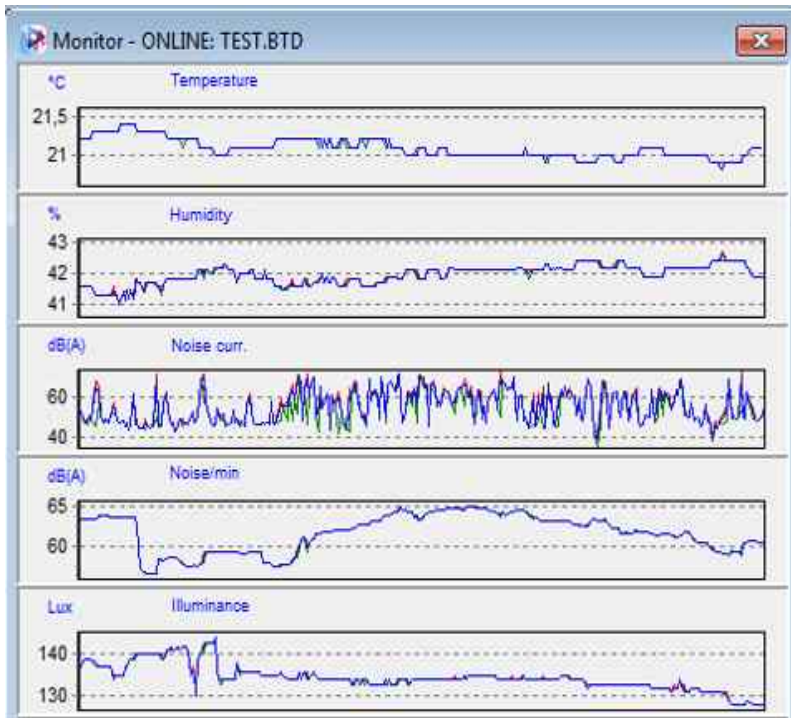 Monitor - ONLINE: TEST.BTD
°C Temperature
21,5
21
% Humidity
43
42
41
dB(A) Noise curr.
60
40
dB(A) Noise/min
65
60
Lux Illuminance
140
130